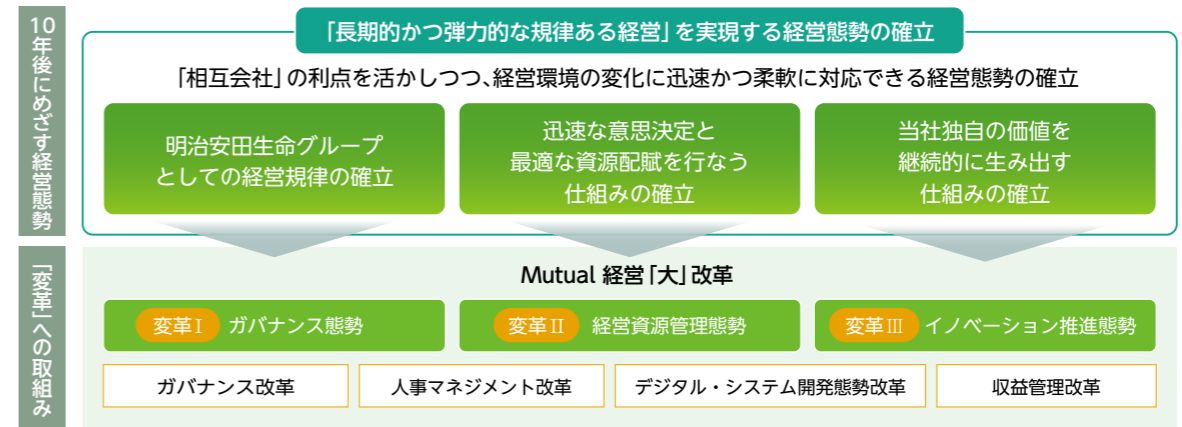 10年後にめざす経営態勢
「長期的かつ弾力的な規律ある経営」を実現する経営態勢の確立
「相互会社」の利点を活かしつつ、経営環境の変化に迅速かつ柔軟に対応できる経営態勢の確立
明治安田生命グループ
としての経営規律の確立
迅速な意思決定と
最適な資源配賦を行なう
仕組みの確立
当社独自の価値を
継続的に生み出す
仕組みの確立
「変革」への取組み
Mutual 経営「大」改革
変革Ⅰ ガバナンス態勢
変革Ⅱ 経営資源管理態勢
変革Ⅲ イノベーション推進態勢
ガバナンス改革
人事マネジメント改革
デジタル・システム開発態勢改革
収益管理改革